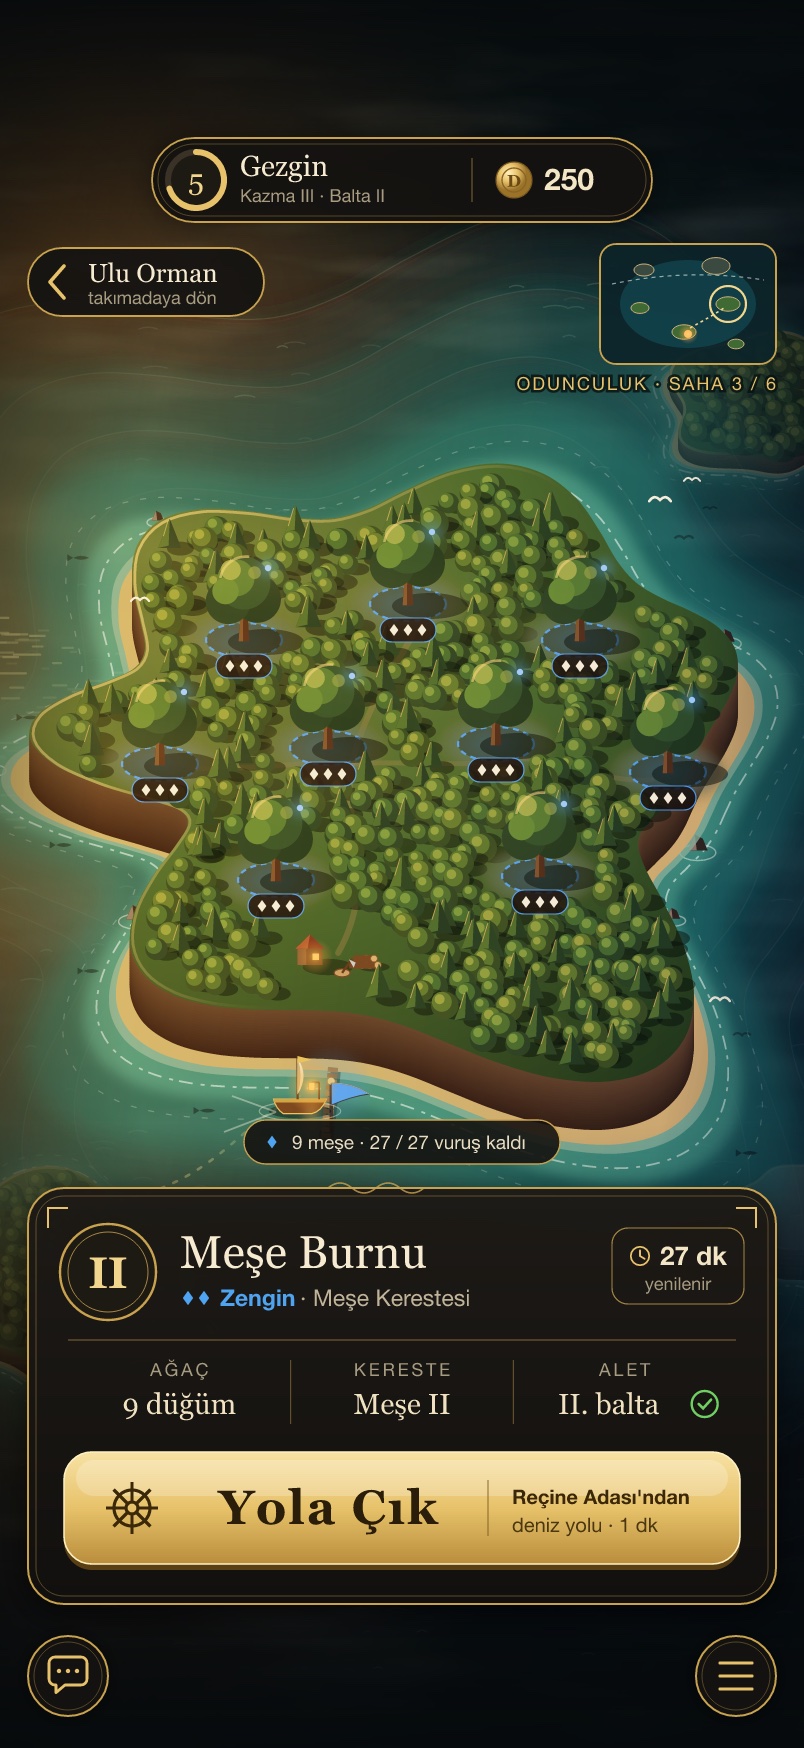 5
Gezgin
Kazma III · Balta II
D
250
Ulu Orman
takımadaya dön
ODUNCULUK · SAHA 3 / 6
9 meşe · 27 / 27 vuruş kaldı
II
Meşe Burnu
Zengin · Meşe Kerestesi
27 dk
yenilenir
AĞAÇ
9 düğüm
KERESTE
Meşe II
ALET
II. balta
Yola Çık
Reçine Adası'ndan
deniz yolu · 1 dk